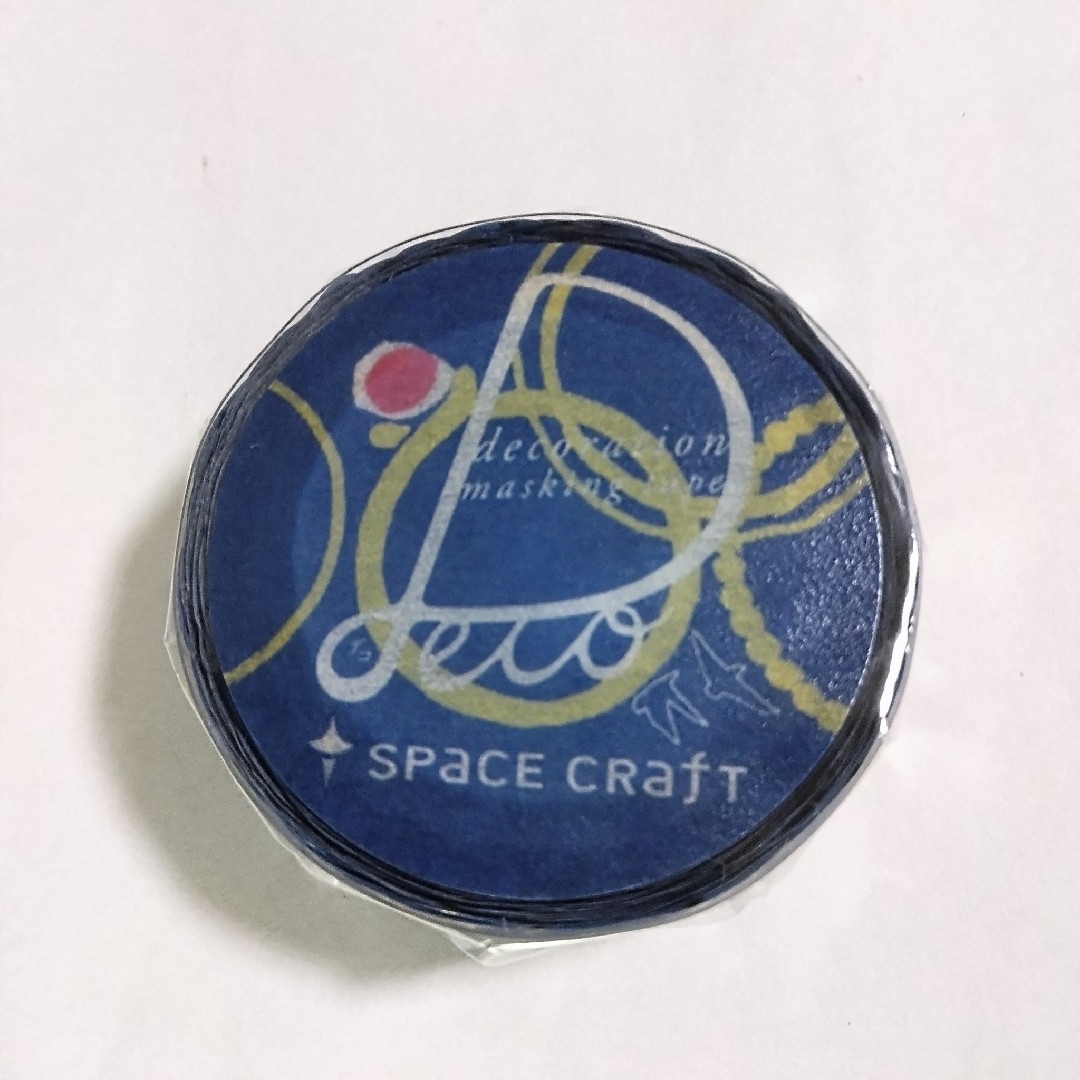 decoration
masking tape
Deco
SPaCE CRafT